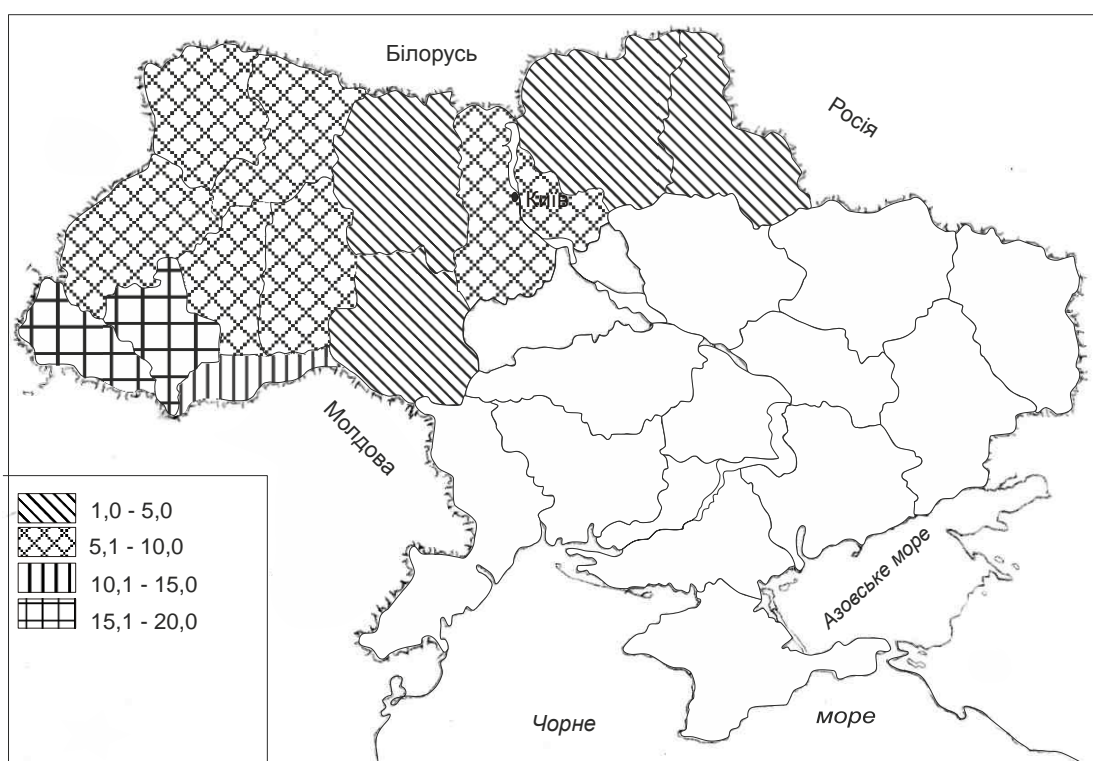 Білорусь
Росія
Київ
Молдова
1,0 - 5,0
5,1 - 10,0
10,1 - 15,0
15,1 - 20,0
Азовське море
Чорне море